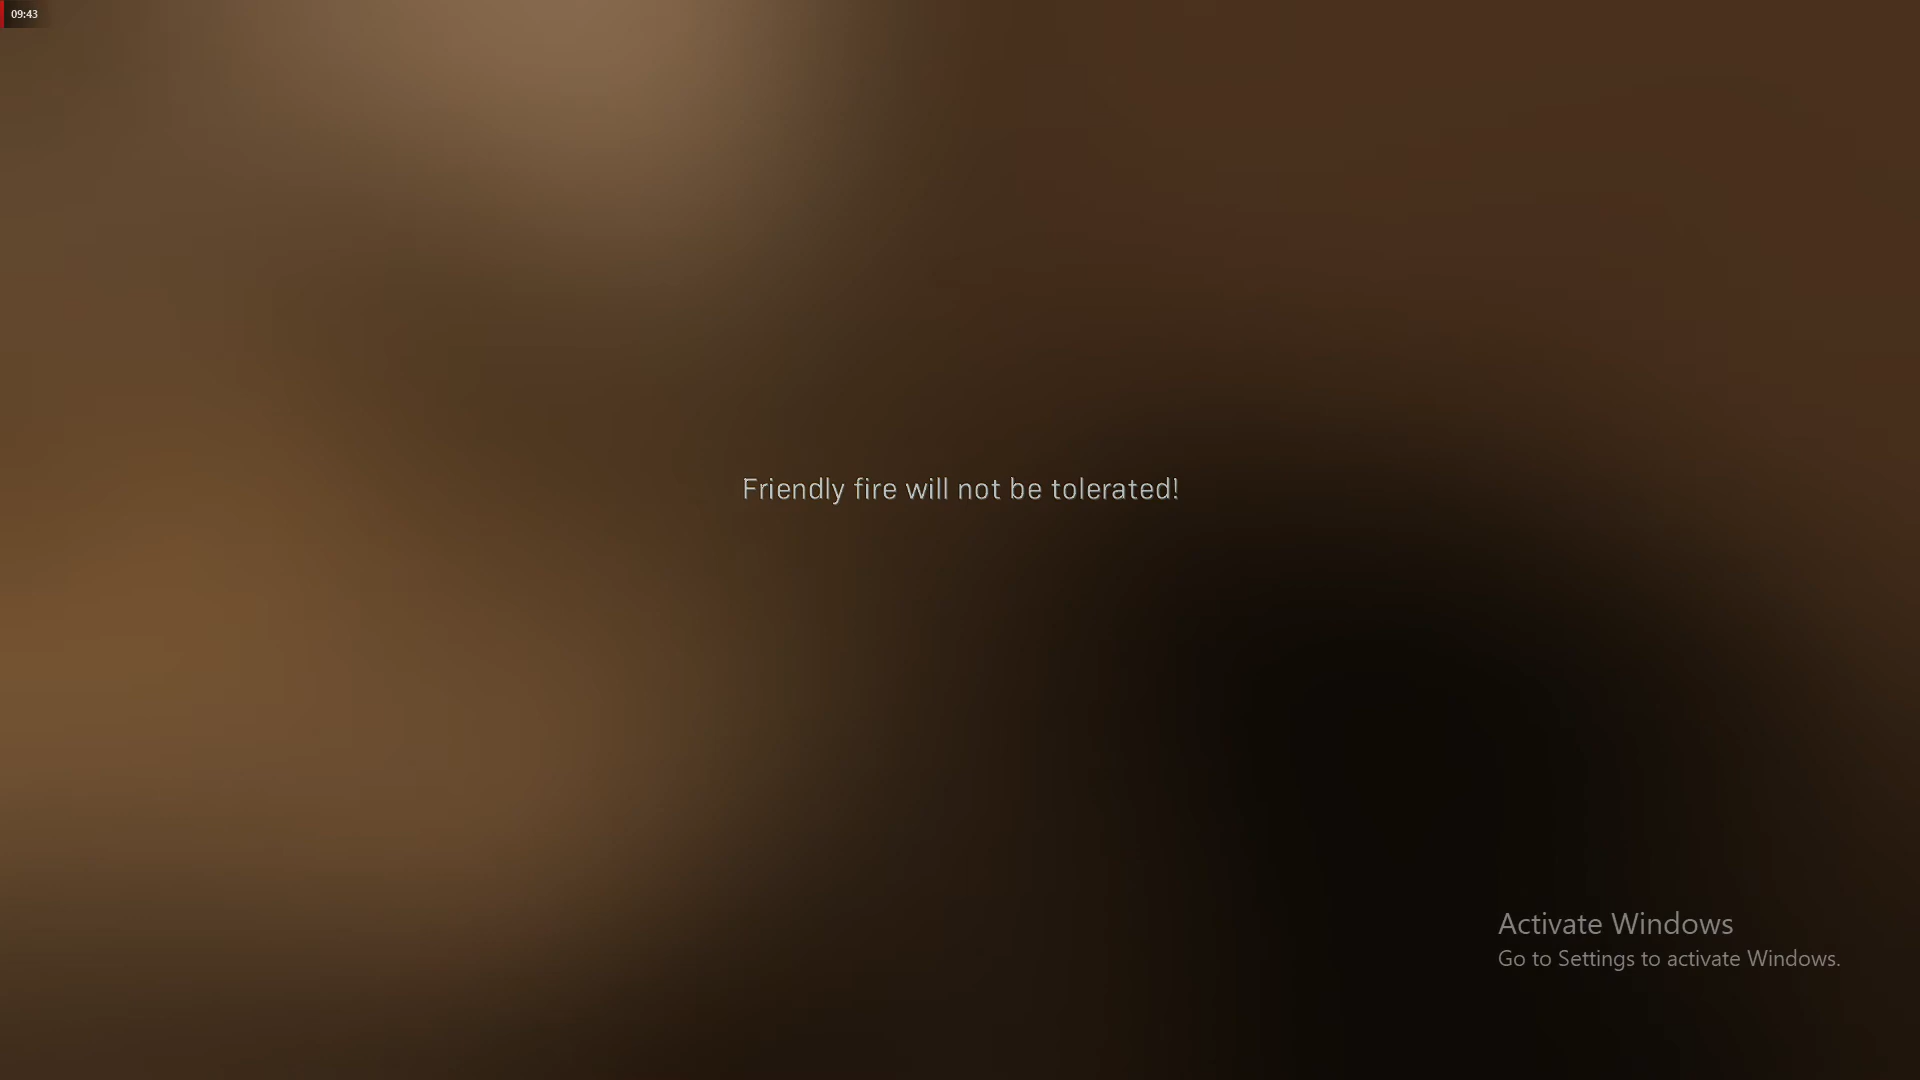 09:43
Friendly fire will not be tolerated!
Activate Windows
Go to Settings to activate Windows.